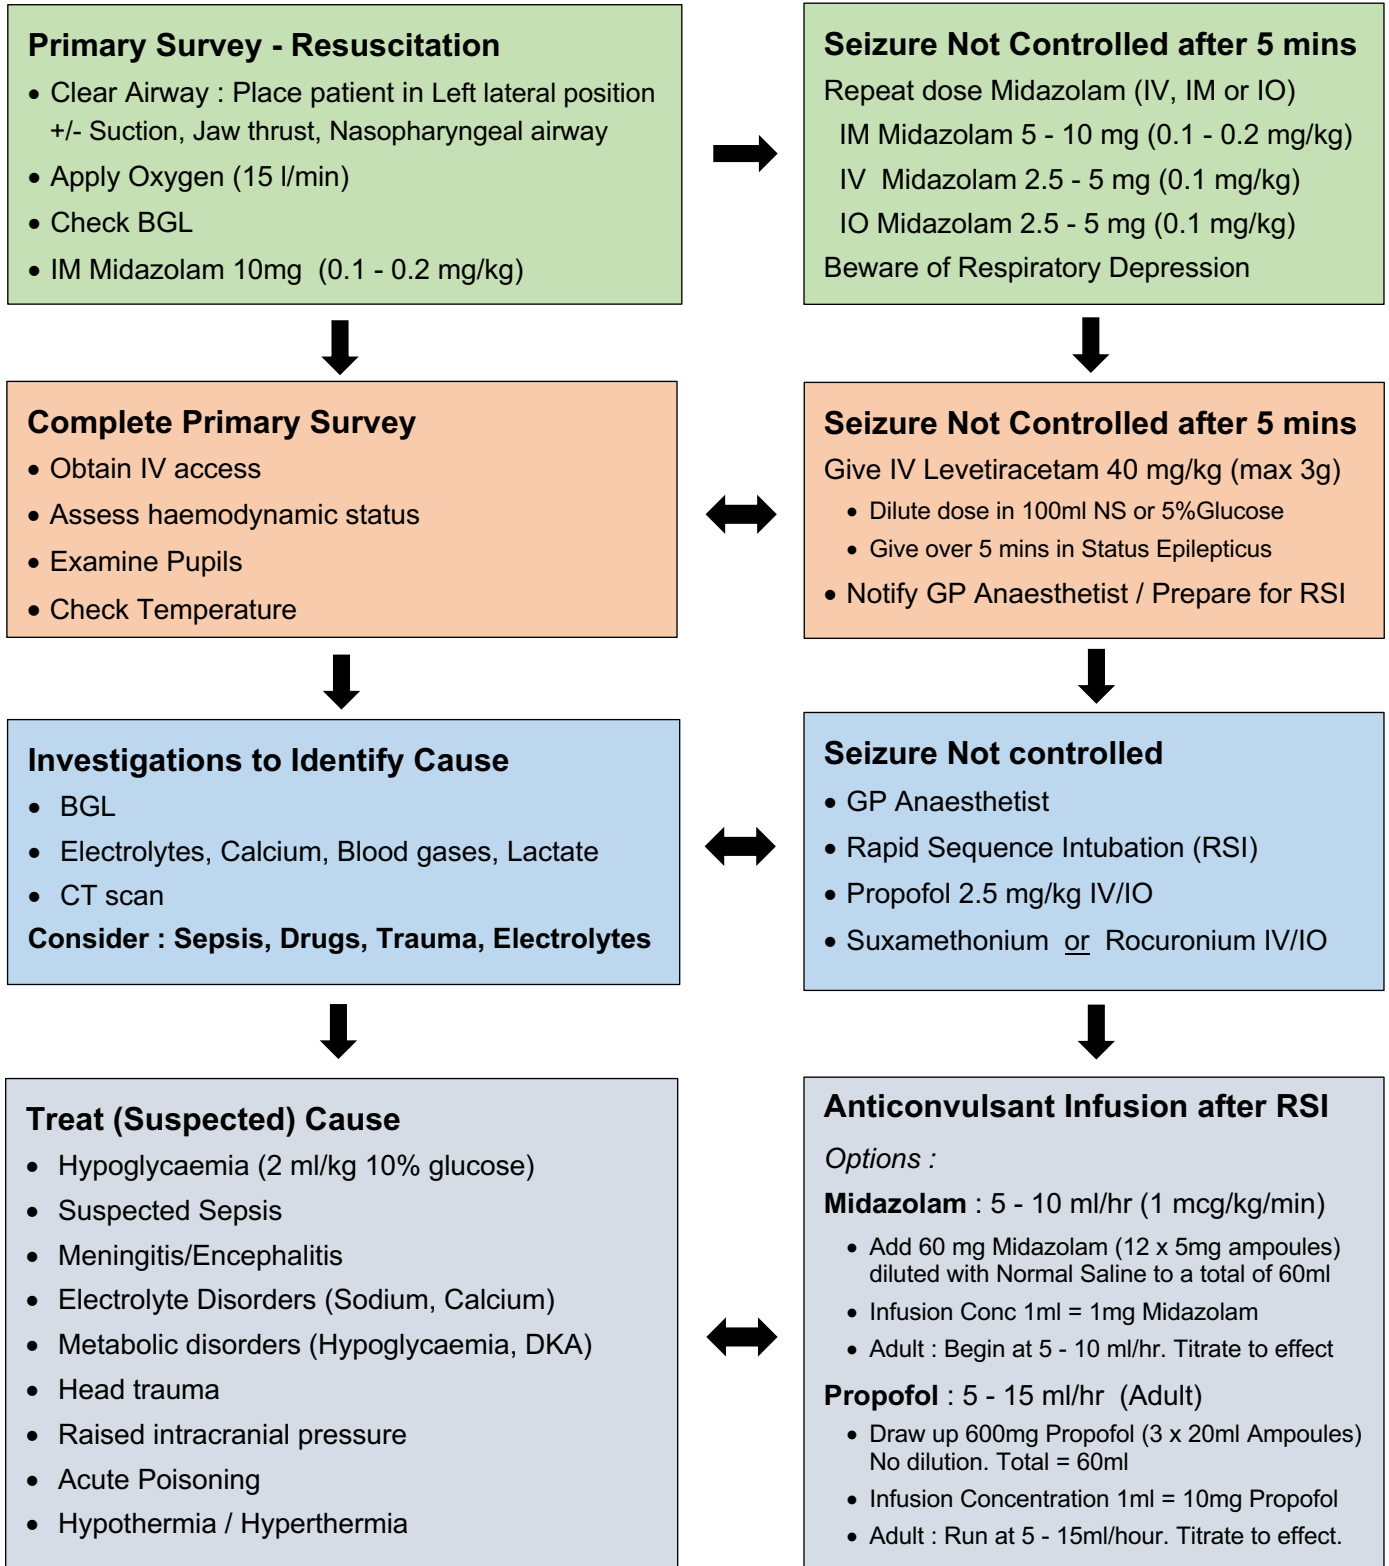 Primary Survey - Resuscitation
• Clear Airway : Place patient in Left lateral position
+/- Suction, Jaw thrust, Nasopharyngeal airway
• Apply Oxygen (15 l/min)
• Check BGL
• IM Midazolam 10mg (0.1 - 0.2 mg/kg)
Seizure Not Controlled after 5 mins
Repeat dose Midazolam (IV, IM or IO)
IM Midazolam 5 - 10 mg (0.1 - 0.2 mg/kg)
IV Midazolam 2.5 - 5 mg (0.1 mg/kg)
IO Midazolam 2.5 - 5 mg (0.1 mg/kg)
Beware of Respiratory Depression
Complete Primary Survey
• Obtain IV access
• Assess haemodynamic status
• Examine Pupils
• Check Temperature
Seizure Not Controlled after 5 mins
Give IV Levetiracetam 40 mg/kg (max 3g)
• Dilute dose in 100ml NS or 5%Glucose
• Give over 5 mins in Status Epilepticus
• Notify GP Anaesthetist / Prepare for RSI
Investigations to Identify Cause
• BGL
• Electrolytes, Calcium, Blood gases, Lactate
• CT scan
Consider : Sepsis, Drugs, Trauma, Electrolytes
Seizure Not controlled
• GP Anaesthetist
• Rapid Sequence Intubation (RSI)
• Propofol 2.5 mg/kg IV/IO
• Suxamethonium or Rocuronium IV/IO
Treat (Suspected) Cause
• Hypoglycaemia (2 ml/kg 10% glucose)
• Suspected Sepsis
• Meningitis/Encephalitis
• Electrolyte Disorders (Sodium, Calcium)
• Metabolic disorders (Hypoglycaemia, DKA)
• Head trauma
• Raised intracranial pressure
• Acute Poisoning
• Hypothermia / Hyperthermia
Anticonvulsant Infusion after RSI
Options :
Midazolam : 5 - 10 ml/hr (1 mcg/kg/min)
• Add 60 mg Midazolam (12 x 5mg ampoules)
diluted with Normal Saline to a total of 60ml
• Infusion Conc 1ml = 1mg Midazolam
• Adult : Begin at 5 - 10 ml/hr. Titrate to effect
Propofol : 5 - 15 ml/hr (Adult)
• Draw up 600mg Propofol (3 x 20ml Ampoules)
No dilution. Total = 60ml
• Infusion Concentration 1ml = 10mg Propofol
• Adult : Run at 5 - 15ml/hour. Titrate to effect.